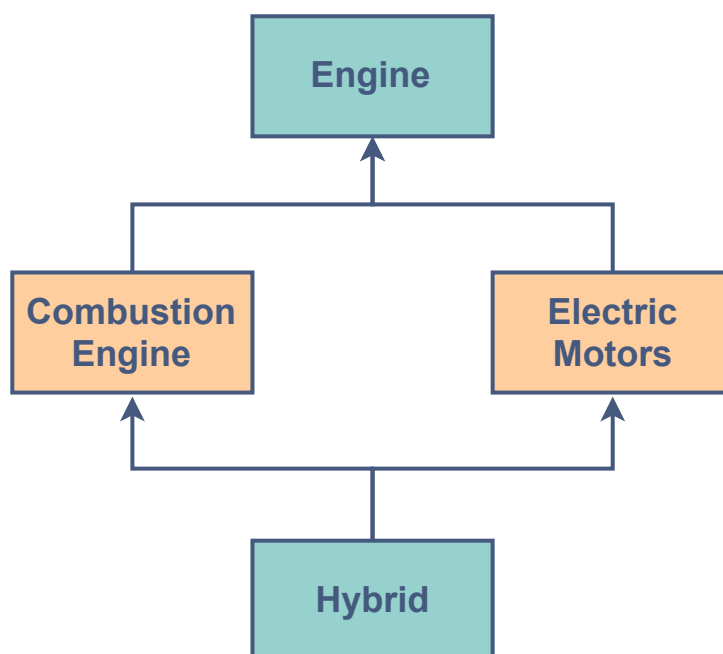 Engine
Combustion
Engine
Electric
Motors
Hybrid